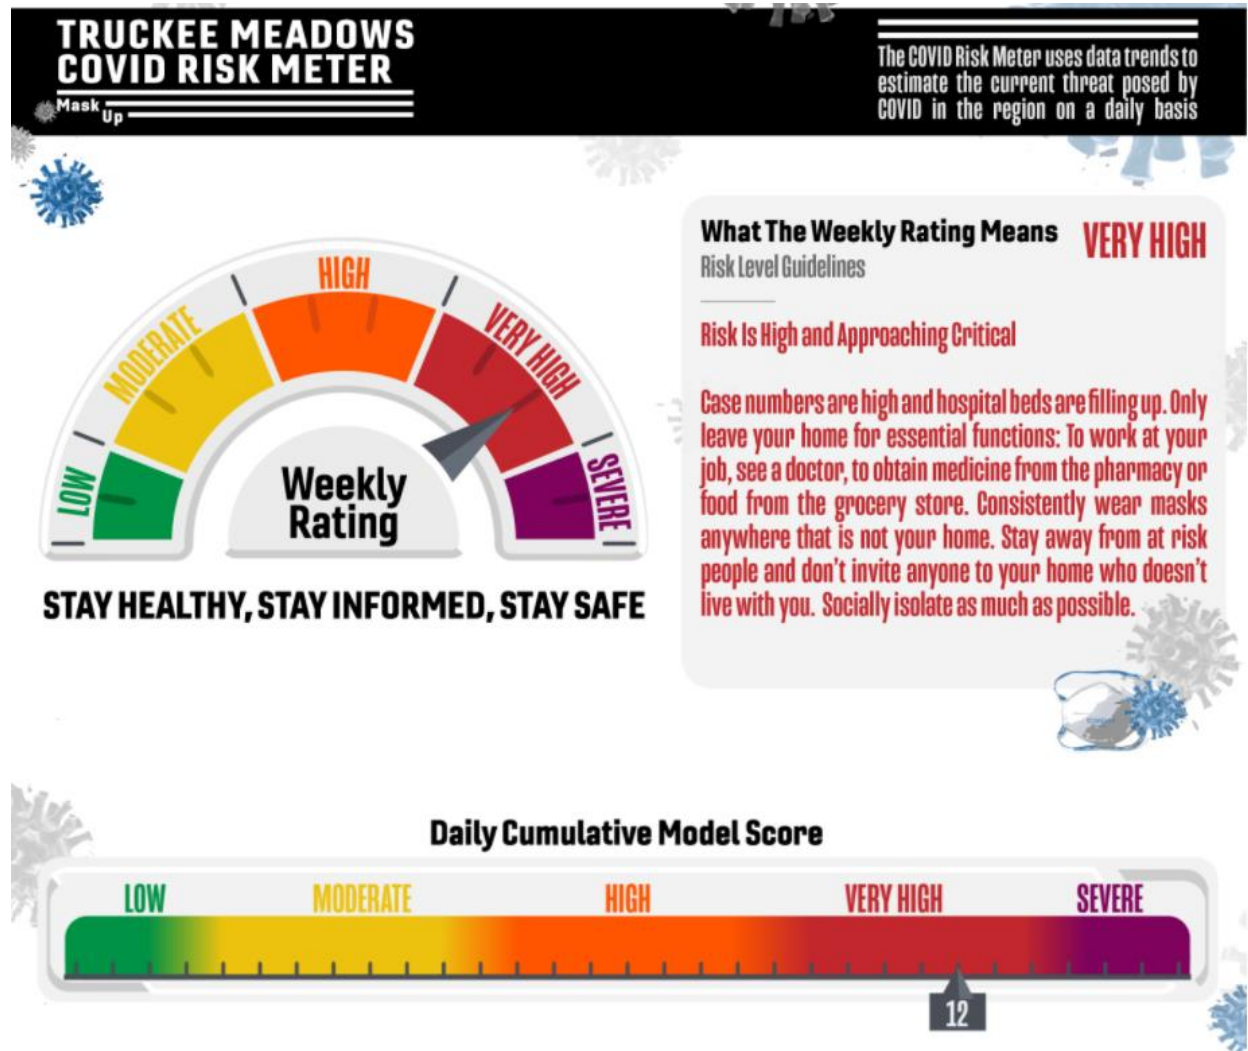 TRUCKEE MEADOWS
COVID RISK METER
Mask
Up
The COVID Risk Meter uses data trends to
estimate the current threat posed by
COVID in the region on a daily basis
LOW
MODERATE
HIGH
VERY HIGH
SEVERE
Weekly
Rating
STAY HEALTHY, STAY INFORMED, STAY SAFE
What The Weekly Rating Means
VERY HIGH
Risk Level Guidelines
Risk Is High and Approaching Critical
Case numbers are high and hospital beds are filling up. Only
leave your home for essential functions: To work at your
job, see a doctor, to obtain medicine from the pharmacy or
food from the grocery store. Consistently wear masks
anywhere that is not your home. Stay away from at risk
people and don't invite anyone to your home who doesn't
live with you. Socially isolate as much as possible.
Daily Cumulative Model Score
LOW
MODERATE
HIGH
VERY HIGH
SEVERE
12